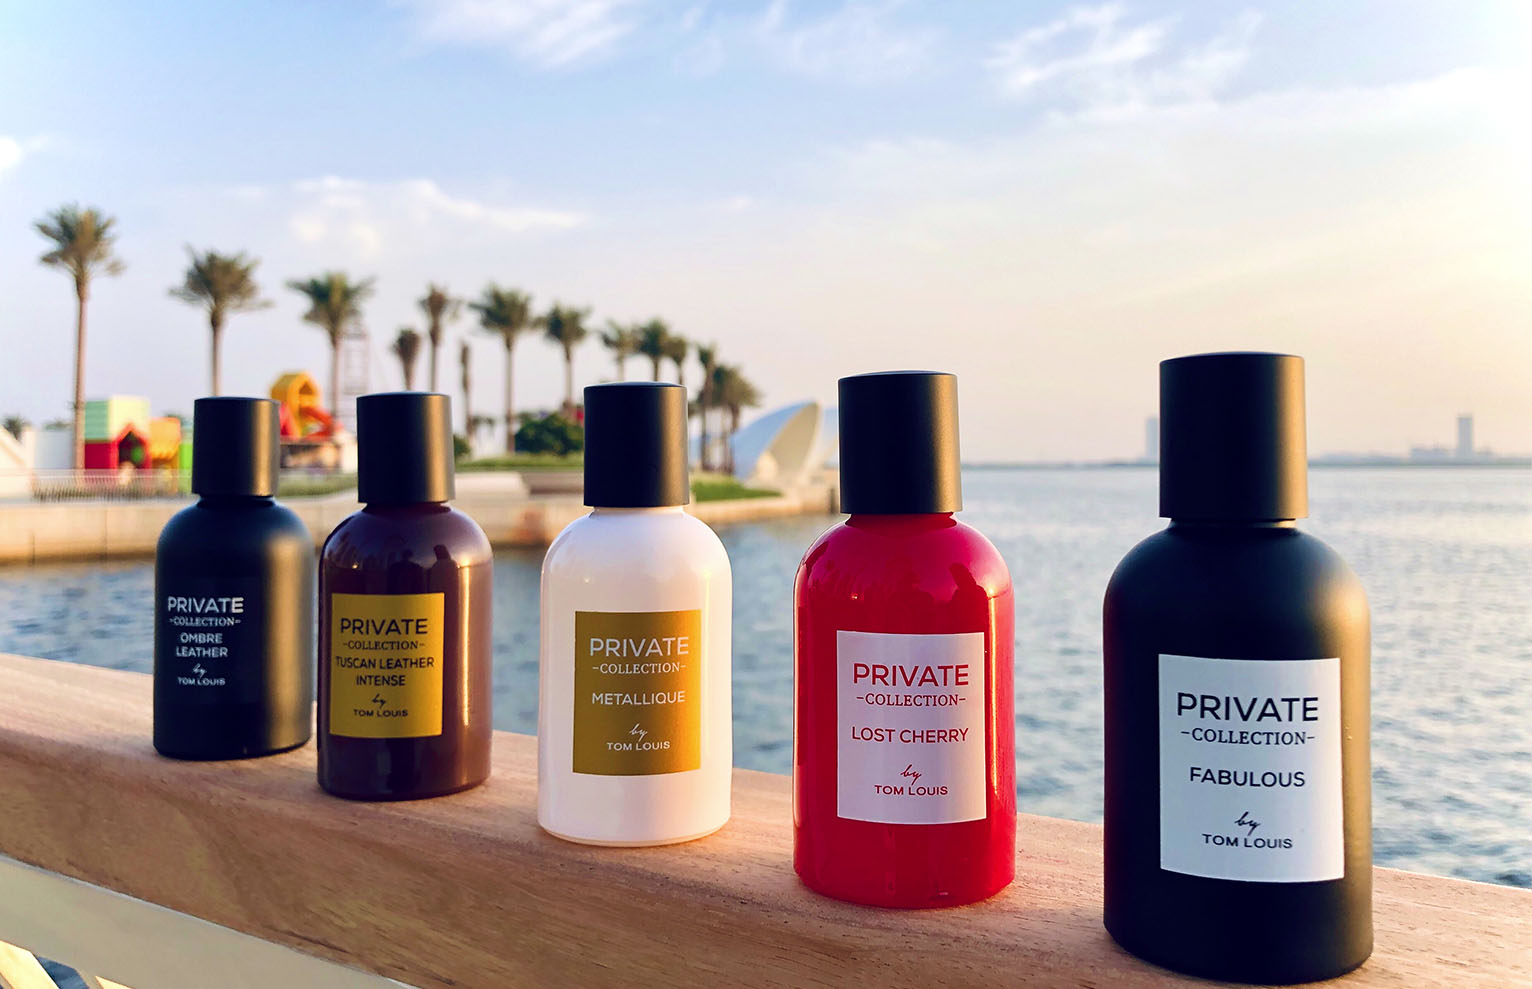 PRIVATE
-COLLECTION-
OMBRE
LEATHER
by
TOM LOUIS
PRIVATE
-COLLECTION-
TUSCAN LEATHER
INTENSE
by
TOM LOUIS
PRIVATE
-COLLECTION-
METALLIQUE
by
TOM LOUIS
PRIVATE
-COLLECTION-
LOST CHERRY
by
TOM LOUIS
PRIVATE
-COLLECTION-
FABULOUS
by
TOM LOUIS